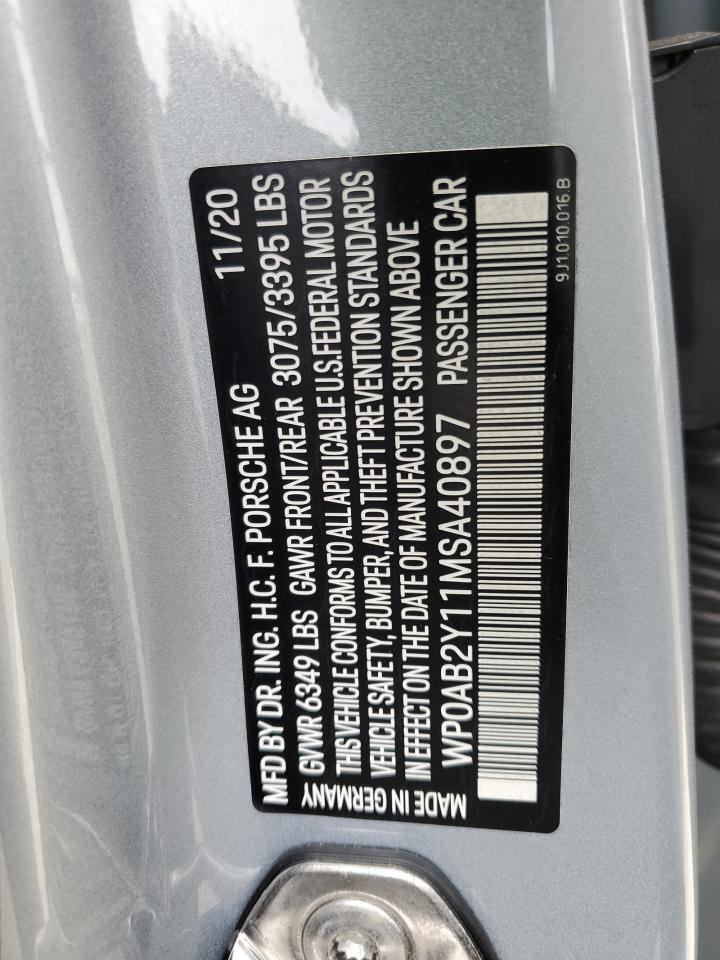 MFD BY DR. ING. H.C. F. PORSCHE AG 11/20
GVWR 6349 LBS GAWR FRONT/REAR 3075/3395 LBS
THIS VEHICLE CONFORMS TO ALL APPLICABLE U.S. FEDERAL MOTOR
VEHICLE SAFETY, BUMPER, AND THEFT PREVENTION STANDARDS
IN EFFECT ON THE DATE OF MANUFACTURE SHOWN ABOVE
WP0AB2Y11MSA40897 PASSENGER CAR
MADE IN GERMANY
9J1.010.016.B